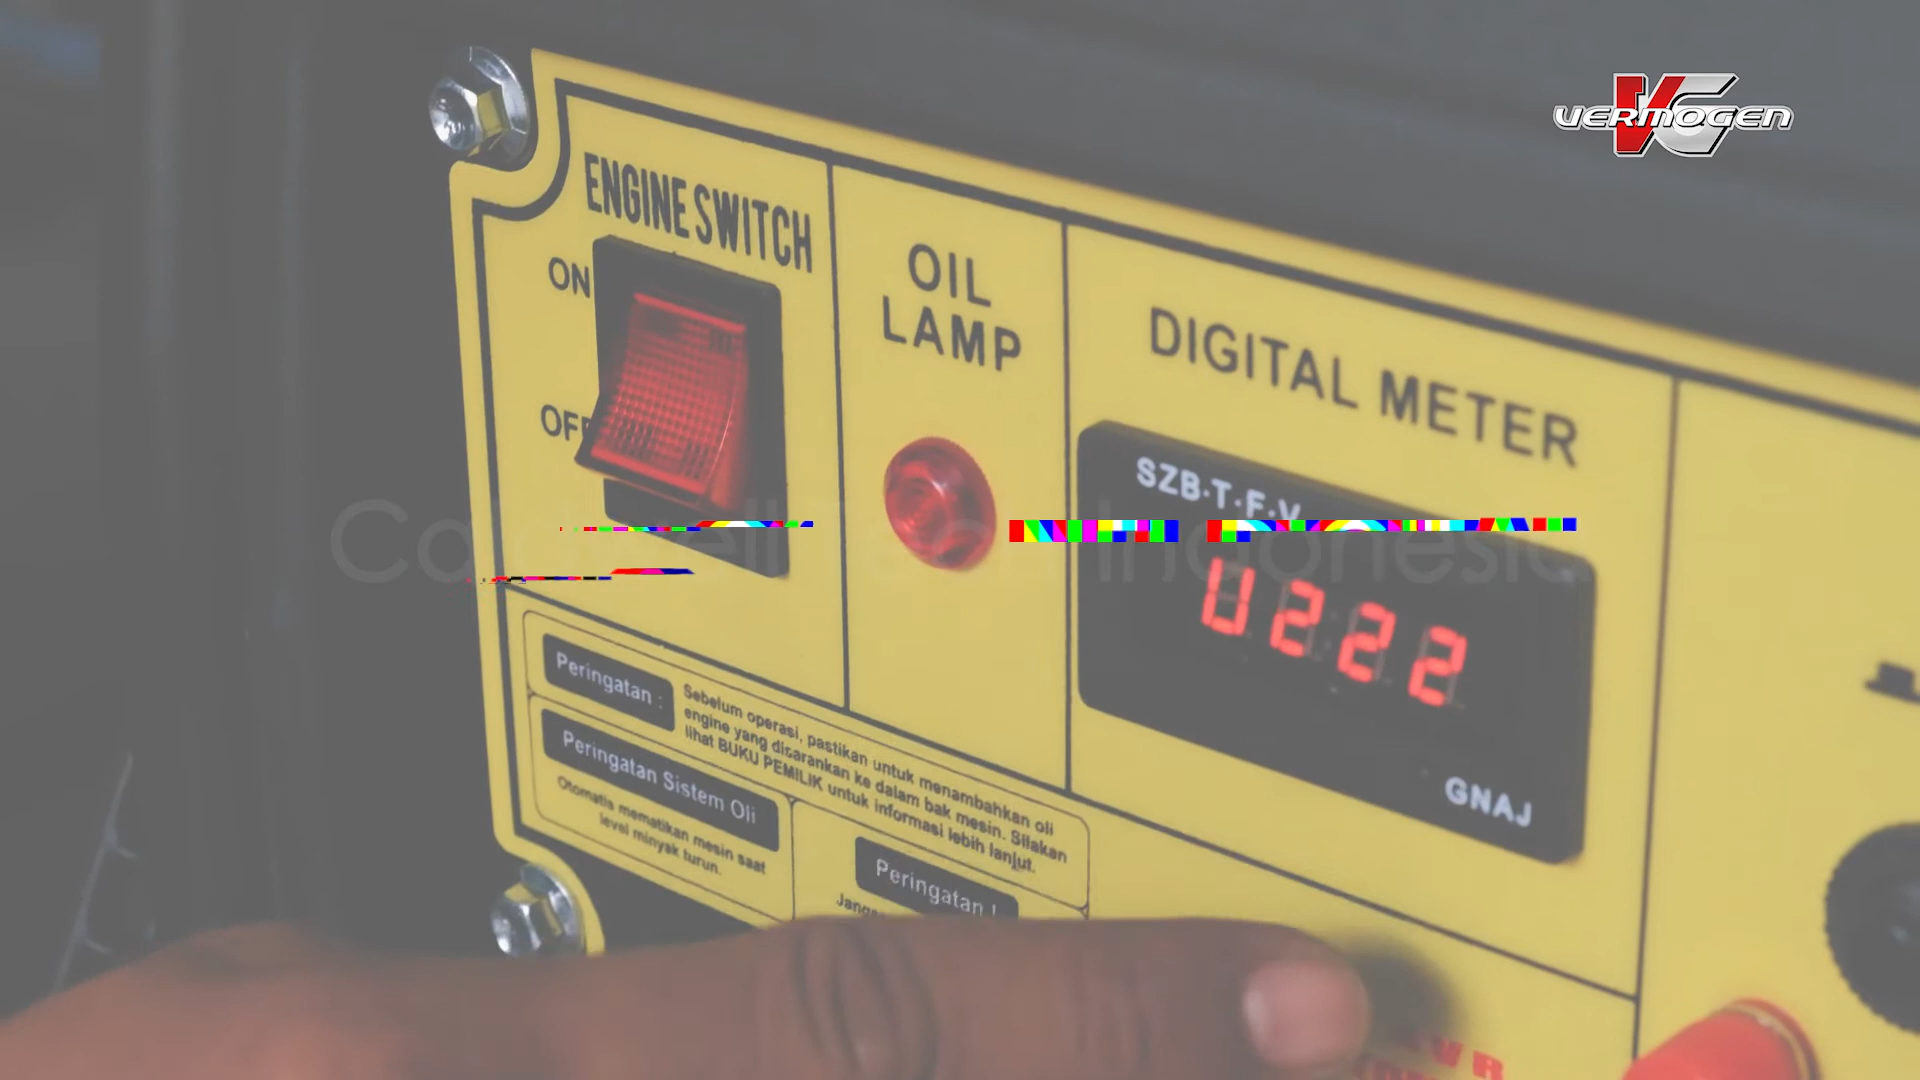 VERMOGEN
ENGINE SWITCH
ON
OFF
OIL
LAMP
DIGITAL METER
SZB·T·F·V
U222
GNAJ
Peringatan :
Sebelum operasi, pastikan untuk menambahkan oli
engine yang disarankan ke dalam bak mesin. Silakan
lihat BUKU PEMILIK untuk informasi lebih lanjut.
Peringatan Sistem Oli
Otomatis mematikan mesin saat
level minyak turun.
Peringatan !